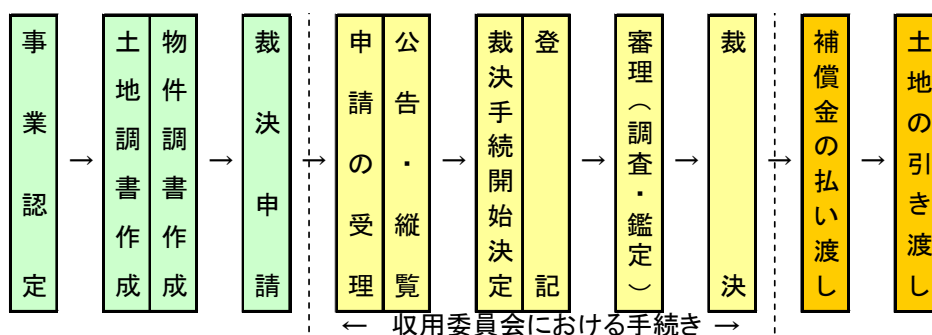 事業認定
→
土地調書作成
物件調書作成
→
裁決申請
→
申請の受理
公告・縦覧
→
裁決手続開始決定
登記
→
審理(調査・鑑定)
→
裁決
→
補償金の払い渡し
→
土地の引き渡し
← 収用委員会における手続き →